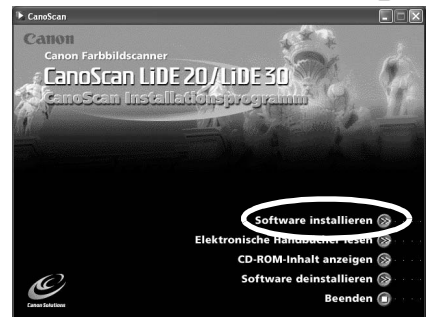 CanoScan
Canon
Canon Farbbildscanner
CanoScan LiDE 20/LiDE 30
CanoScan Installationsprogramm
Software installieren
Elektronische Handbücher lesen
CD-ROM-Inhalt anzeigen
Software deinstallieren
Beenden
Canon Solutions